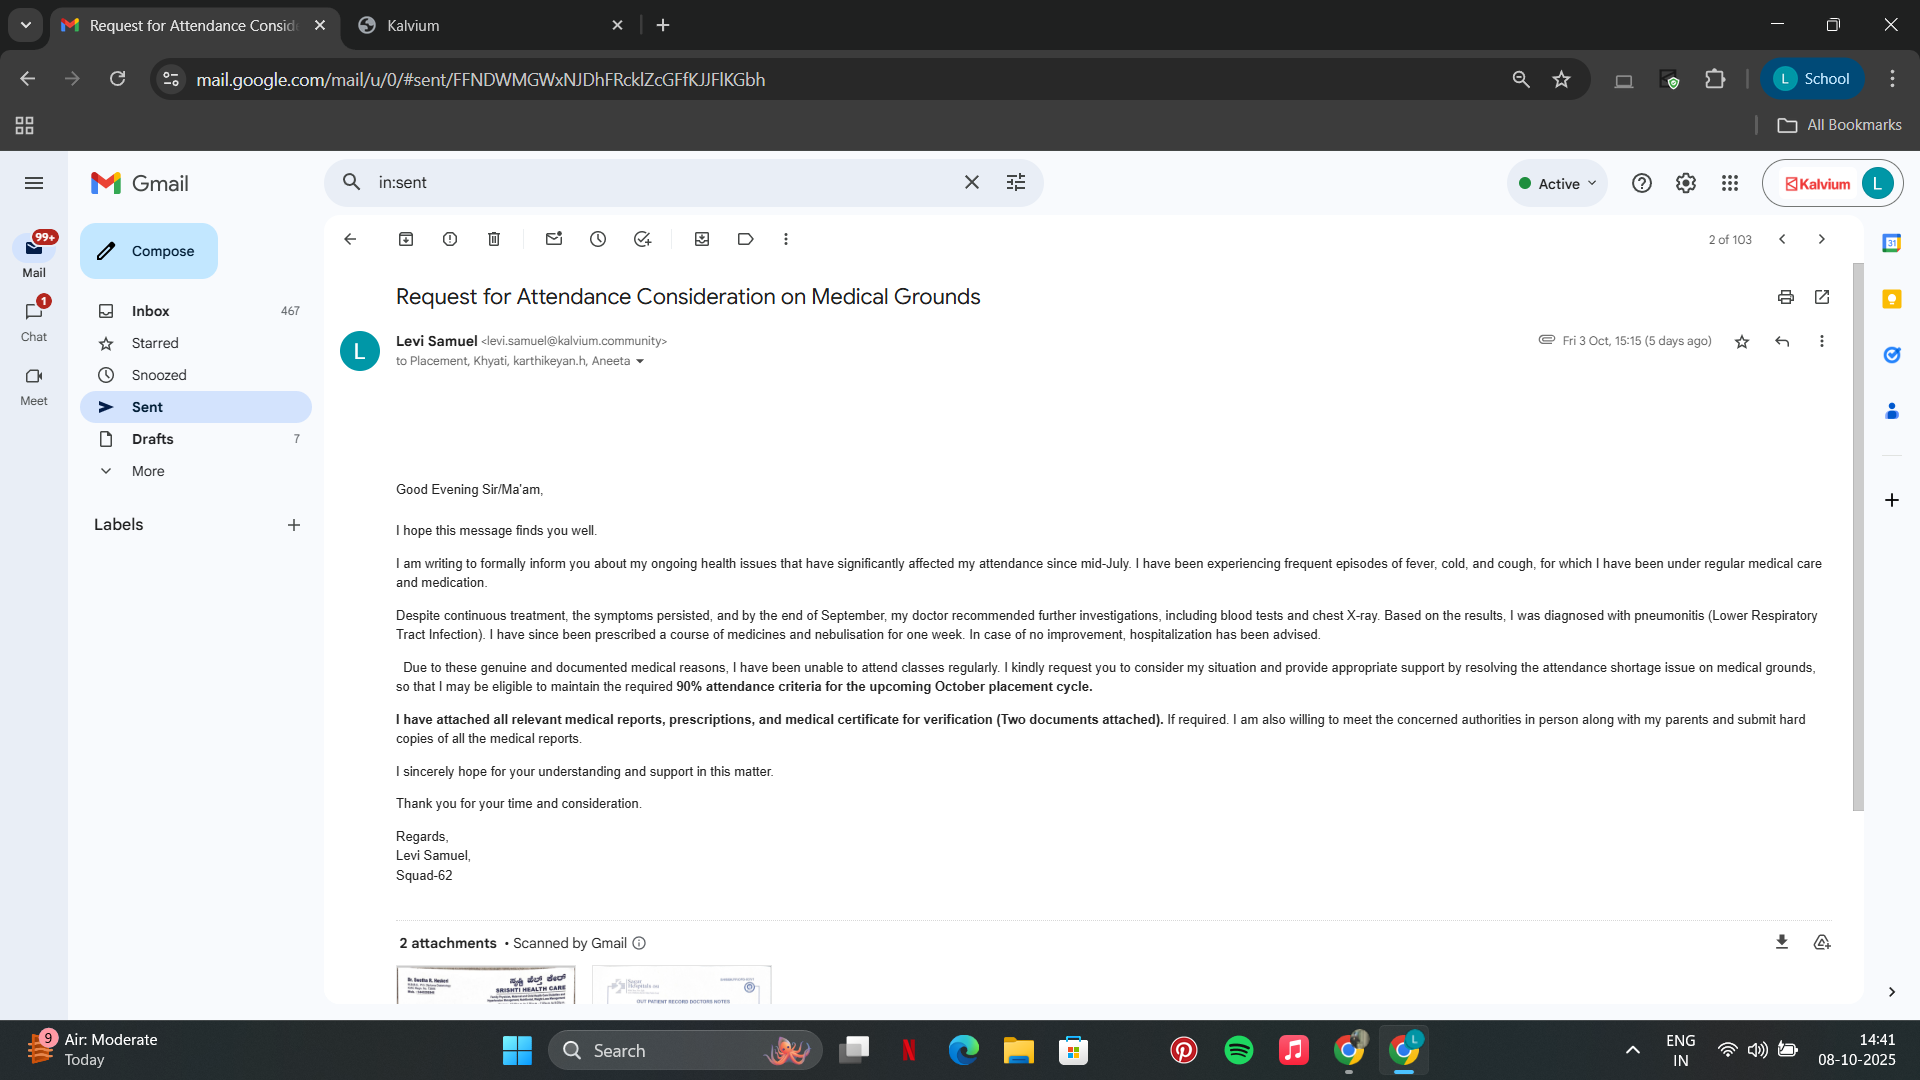 Request for Attendance Consid
Kalvium
mail.google.com/mail/u/0/#sent/FFNDWMGWxNJDhFRcklZcGFfKJJFlKGbh
L School
All Bookmarks
Gmail
in:sent
Active
Kalvium L
99+
Mail
1
Chat
Meet
Compose
Inbox 467
Starred
Snoozed
Sent
Drafts 7
More
Labels
2 of 103
Request for Attendance Consideration on Medical Grounds
L
Levi Samuel <levi.samuel@kalvium.community>
Fri 3 Oct, 15:15 (5 days ago)
to Placement, Khyati, karthikeyan.h, Aneeta
31
Good Evening Sir/Ma'am,
I hope this message finds you well.
I am writing to formally inform you about my ongoing health issues that have significantly affected my attendance since mid-July. I have been experiencing frequent episodes of fever, cold, and cough, for which I have been under regular medical care
and medication.
Despite continuous treatment, the symptoms persisted, and by the end of September, my doctor recommended further investigations, including blood tests and chest X-ray. Based on the results, I was diagnosed with pneumonitis (Lower Respiratory
Tract Infection). I have since been prescribed a course of medicines and nebulisation for one week. In case of no improvement, hospitalization has been advised.
Due to these genuine and documented medical reasons, I have been unable to attend classes regularly. I kindly request you to consider my situation and provide appropriate support by resolving the attendance shortage issue on medical grounds,
so that I may be eligible to maintain the required 90% attendance criteria for the upcoming October placement cycle.
I have attached all relevant medical reports, prescriptions, and medical certificate for verification (Two documents attached). If required. I am also willing to meet the concerned authorities in person along with my parents and submit hard
copies of all the medical reports.
I sincerely hope for your understanding and support in this matter.
Thank you for your time and consideration.
Regards,
Levi Samuel,
Squad-62
2 attachments • Scanned by Gmail
ಸೃಷ್ಟಿ ಹೆಲ್ತ್ ಕೇರ್
SRISHTI HEALTH CARE
OUT PATIENT RECORD DOCTORS NOTES
9
Air: Moderate
Today
Search
L
ENG
IN
14:41
08-10-2025